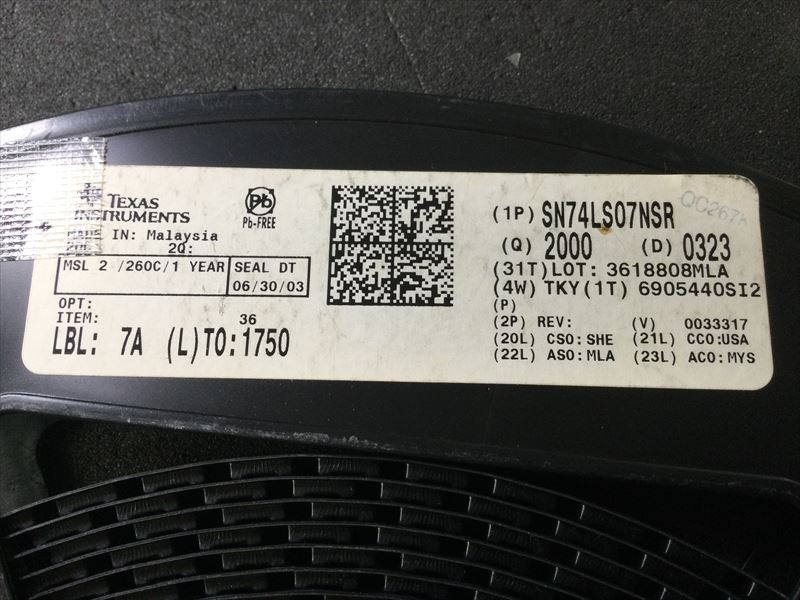 TEXAS
INSTRUMENTS
Pb
Pb-FREE
MADE IN: Malaysia
2Q:
MSL 2 /260C/1 YEAR
SEAL DT
06/30/03
OPT:
ITEM:
36
LBL: 7A (L)TO:1750
(1P) SN74LS07NSR
(Q) 2000 (D) 0323
(31T)LOT: 3618808MLA
(4W) TKY(1T) 6905440SI2
(P)
(2P) REV: (V) 0033317
(20L) CSO:SHE (21L) CCO:USA
(22L) ASO:MLA (23L) ACO:MYS